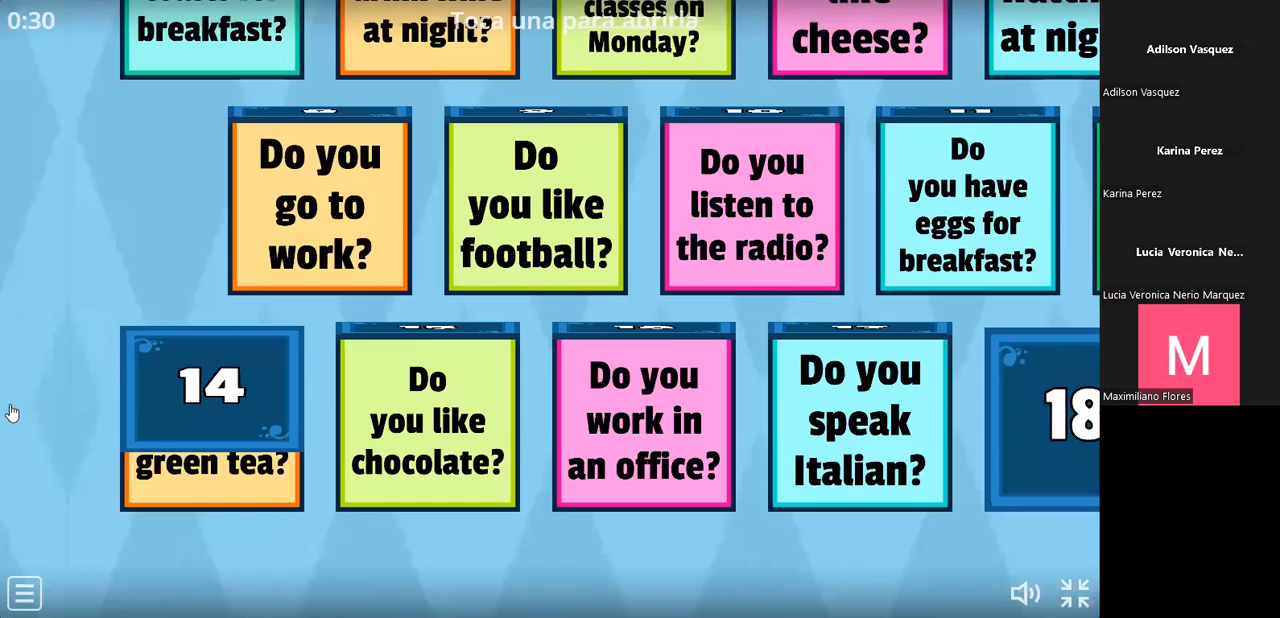 0:30
Toca una para abrirla
breakfast?
at night?
classes on
Monday?
cheese?
at nig
Do you
go to
work?
Do
you like
football?
10
Do you
listen to
the radio?
11
Do
you have
eggs for
breakfast?
14
green tea?
Do
you like
chocolate?
Do you
work in
an office?
Do you
speak
Italian?
18
Adilson Vasquez
Adilson Vasquez
Karina Perez
Karina Perez
Lucia Veronica Ne...
Lucia Veronica Nerio Marquez
M
Maximiliano Flores